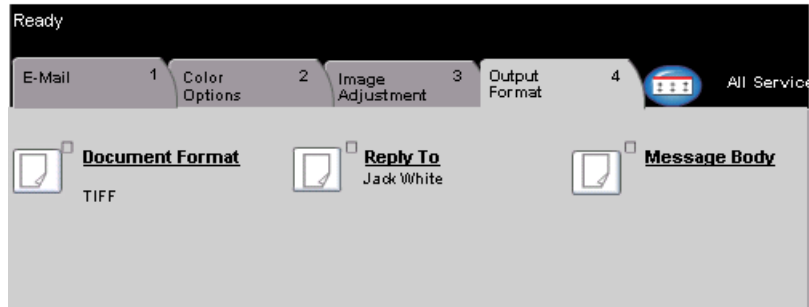 Ready
E-Mail 1
Color Options 2
Image Adjustment 3
Output Format 4
All Service
Document Format
TIFF
Reply To
Jack White
Message Body